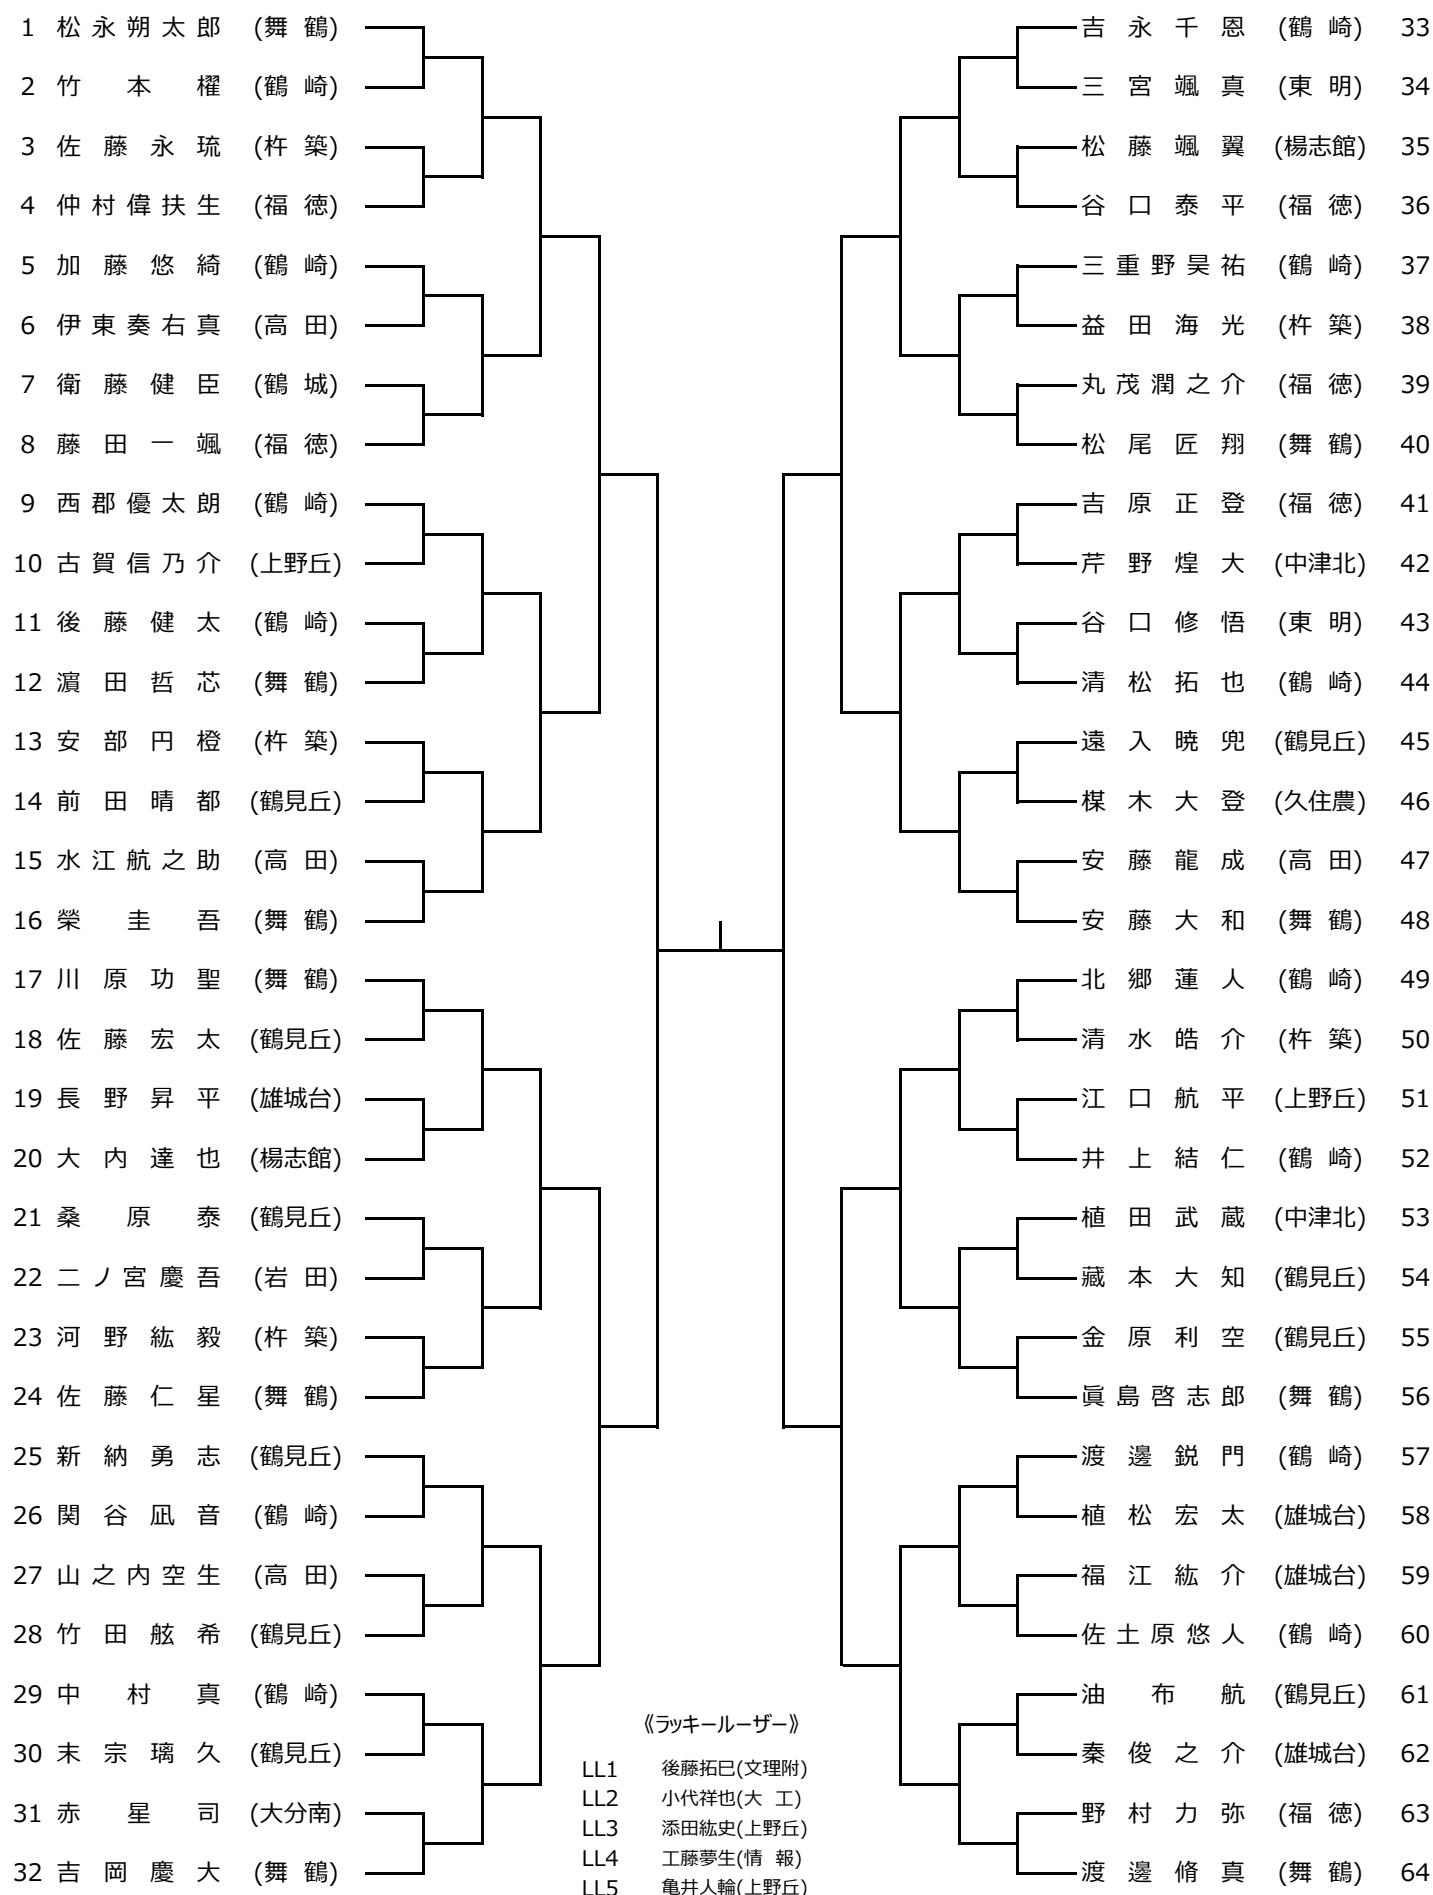 1 松永朔太郎 (舞鶴)
2 竹本櫂 (鶴崎)
3 佐藤永琉 (杵築)
4 仲村偉扶生 (福徳)
5 加藤悠綺 (鶴崎)
6 伊東奏右真 (高田)
7 衛藤健臣 (鶴城)
8 藤田一颯 (福徳)
9 西郡優太朗 (鶴崎)
10 古賀信乃介 (上野丘)
11 後藤健太 (鶴崎)
12 濵田哲芯 (舞鶴)
13 安部円橙 (杵築)
14 前田晴都 (鶴見丘)
15 水江航之助 (高田)
16 榮圭吾 (舞鶴)
17 川原功聖 (舞鶴)
18 佐藤宏太 (鶴見丘)
19 長野昇平 (雄城台)
20 大内達也 (楊志館)
21 桑原泰 (鶴見丘)
22 二ノ宮慶吾 (岩田)
23 河野紘毅 (杵築)
24 佐藤仁星 (舞鶴)
25 新納勇志 (鶴見丘)
26 関谷凪音 (鶴崎)
27 山之内空生 (高田)
28 竹田舷希 (鶴見丘)
29 中村真 (鶴崎)
30 末宗璃久 (鶴見丘)
31 赤星司 (大分南)
32 吉岡慶大 (舞鶴)
吉永千恩 (鶴崎) 33
三宮颯真 (東明) 34
松藤颯翼 (楊志館) 35
谷口泰平 (福徳) 36
三重野昊祐 (鶴崎) 37
益田海光 (杵築) 38
丸茂潤之介 (福徳) 39
松尾匠翔 (舞鶴) 40
吉原正登 (福徳) 41
芹野煌大 (中津北) 42
谷口修悟 (東明) 43
清松拓也 (鶴崎) 44
遠入暁兜 (鶴見丘) 45
楳木大登 (久住農) 46
安藤龍成 (高田) 47
安藤大和 (舞鶴) 48
北郷蓮人 (鶴崎) 49
清水皓介 (杵築) 50
江口航平 (上野丘) 51
井上結仁 (鶴崎) 52
植田武蔵 (中津北) 53
蔵本大知 (鶴見丘) 54
金原利空 (鶴見丘) 55
眞島啓志郎 (舞鶴) 56
渡邊鋭門 (鶴崎) 57
植松宏太 (雄城台) 58
福江紘介 (雄城台) 59
佐土原悠人 (鶴崎) 60
油布航 (鶴見丘) 61
秦俊之介 (雄城台) 62
野村力弥 (福徳) 63
渡邊脩真 (舞鶴) 64
《ラッキールーザー》
LL1 後藤拓巳(文理附)
LL2 小代祥也(大工)
LL3 添田紘史(上野丘)
LL4 工藤夢生(情報)
LL5 亀井人輪(上野丘)